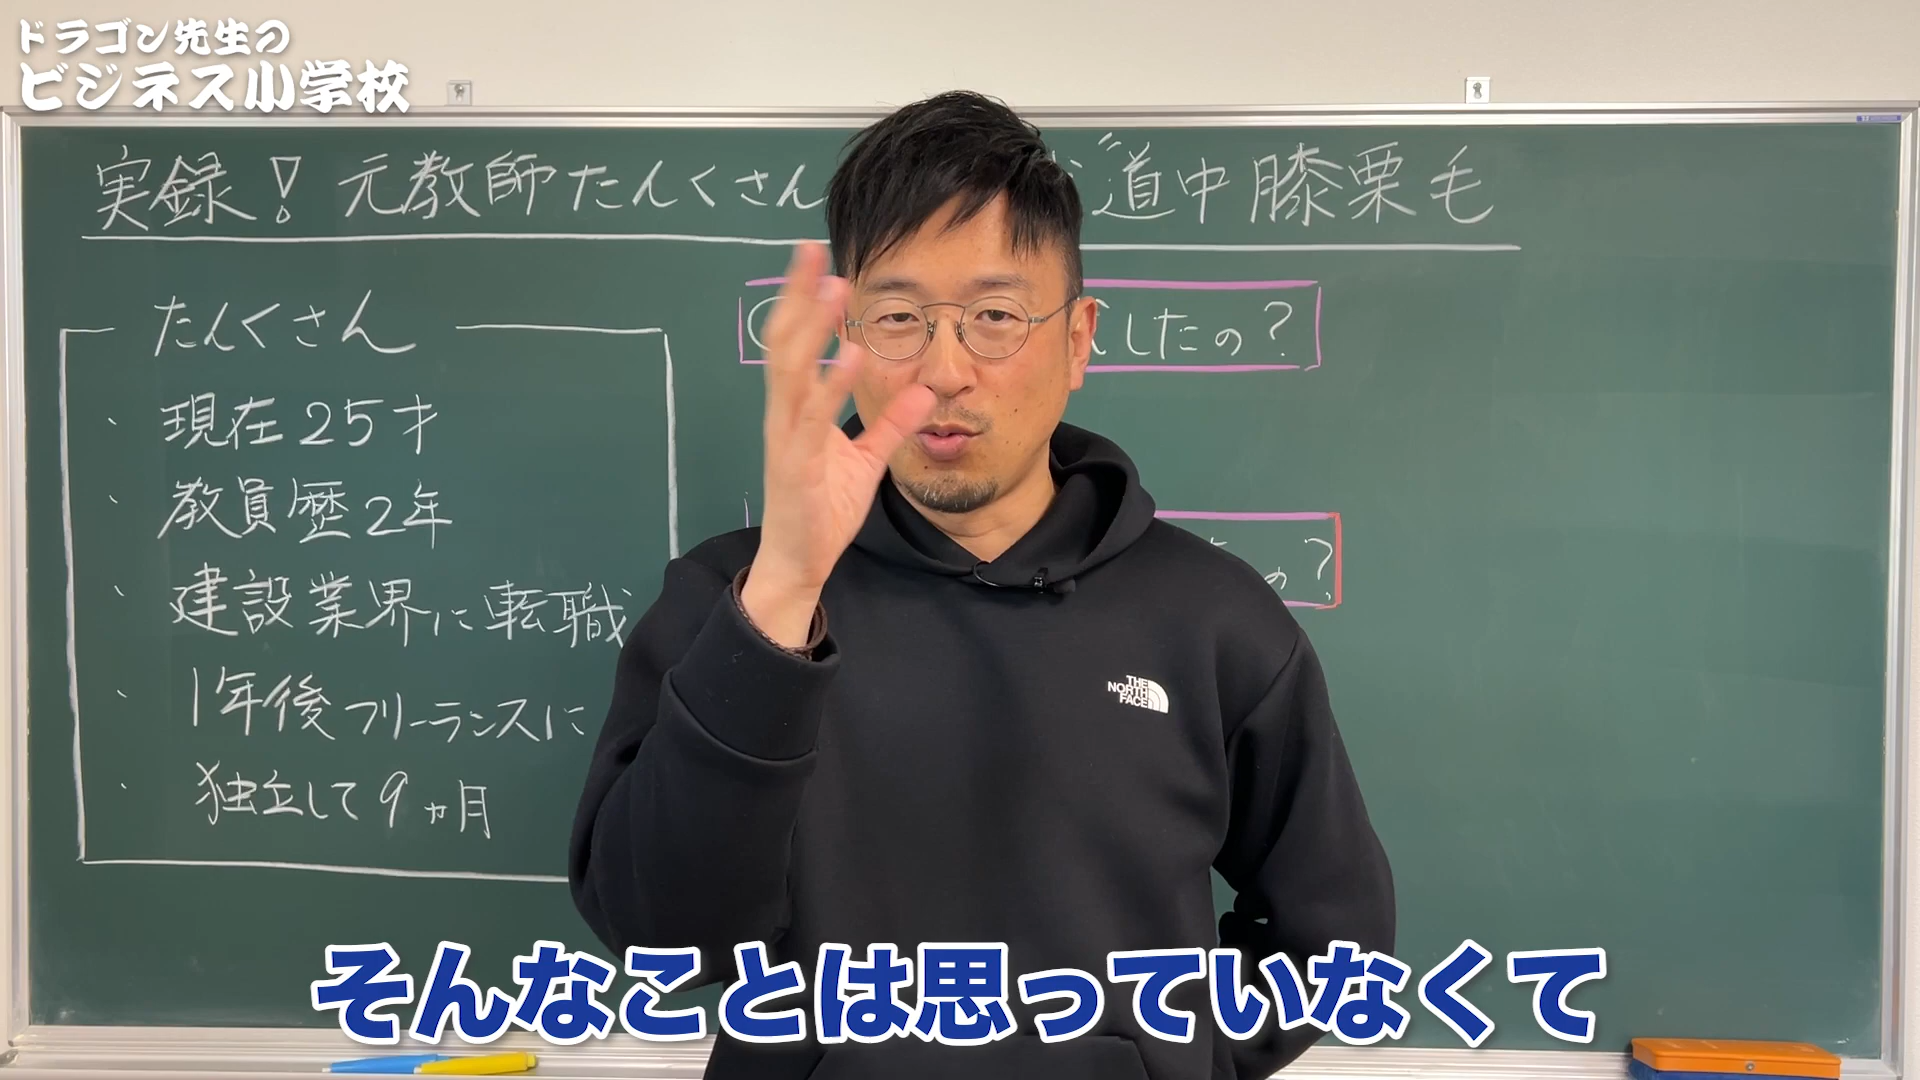 ドラゴン先生の
ビジネス小学校
実録!元教師たんくさん
道中膝栗毛
たんくさん
したの?
・現在25才
・教員歴2年
の?
・建設業界に転職
・1年後フリーランスに
・独立して9ヵ月
THE
NORTH
FACE
そんなことは思っていなくて